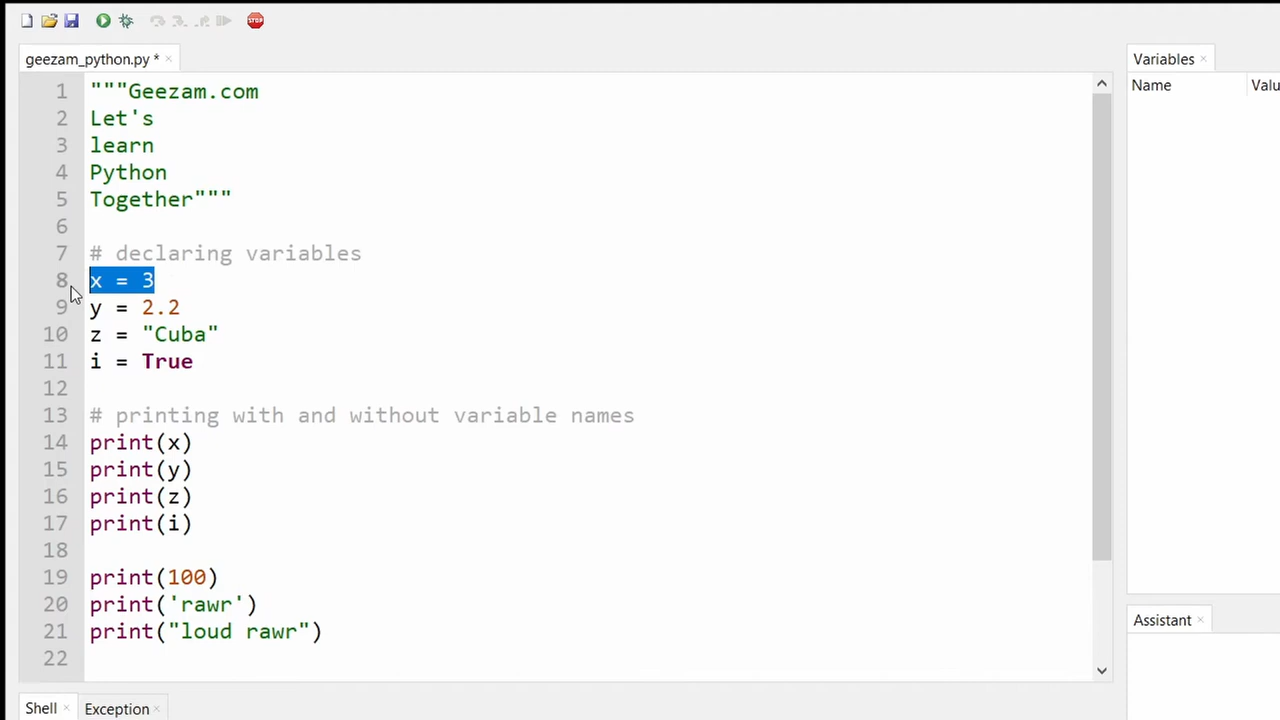 STOP
geezam_python.py * ×
Variables ×
Name Valu
1 """Geezam.com
2 Let's
3 learn
4 Python
5 Together"""
6
7 # declaring variables
8 x = 3
9 y = 2.2
10 z = "Cuba"
11 i = True
12
13 # printing with and without variable names
14 print(x)
15 print(y)
16 print(z)
17 print(i)
18
19 print(100)
20 print('rawr')
21 print("loud rawr")
22
Assistant ×
Shell × Exception ×